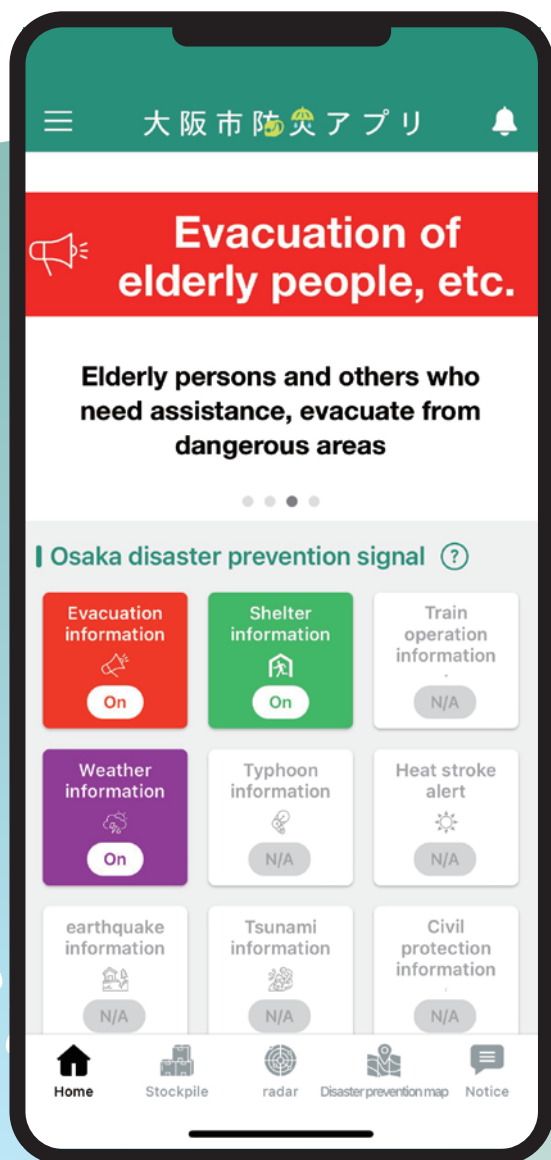 大阪市防災アプリ
Evacuation of
elderly people, etc.
Elderly persons and others who
need assistance, evacuate from
dangerous areas
Osaka disaster prevention signal ?
Evacuation
information
On
Shelter
information
On
Train
operation
information
N/A
Weather
information
On
Typhoon
information
N/A
Heat stroke
alert
N/A
earthquake
information
N/A
Tsunami
information
N/A
Civil
protection
information
N/A
Home
Stockpile
radar
Disaster prevention map
Notice